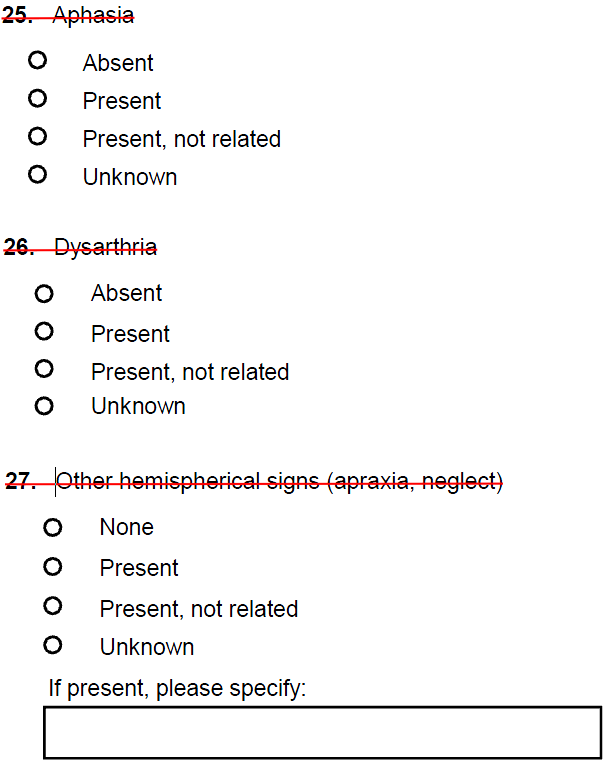 25. Aphasia
Absent
Present
Present, not related
Unknown
26. Dysarthria
Absent
Present
Present, not related
Unknown
27. Other hemispherical signs (apraxia, neglect)
None
Present
Present, not related
Unknown
If present, please specify: